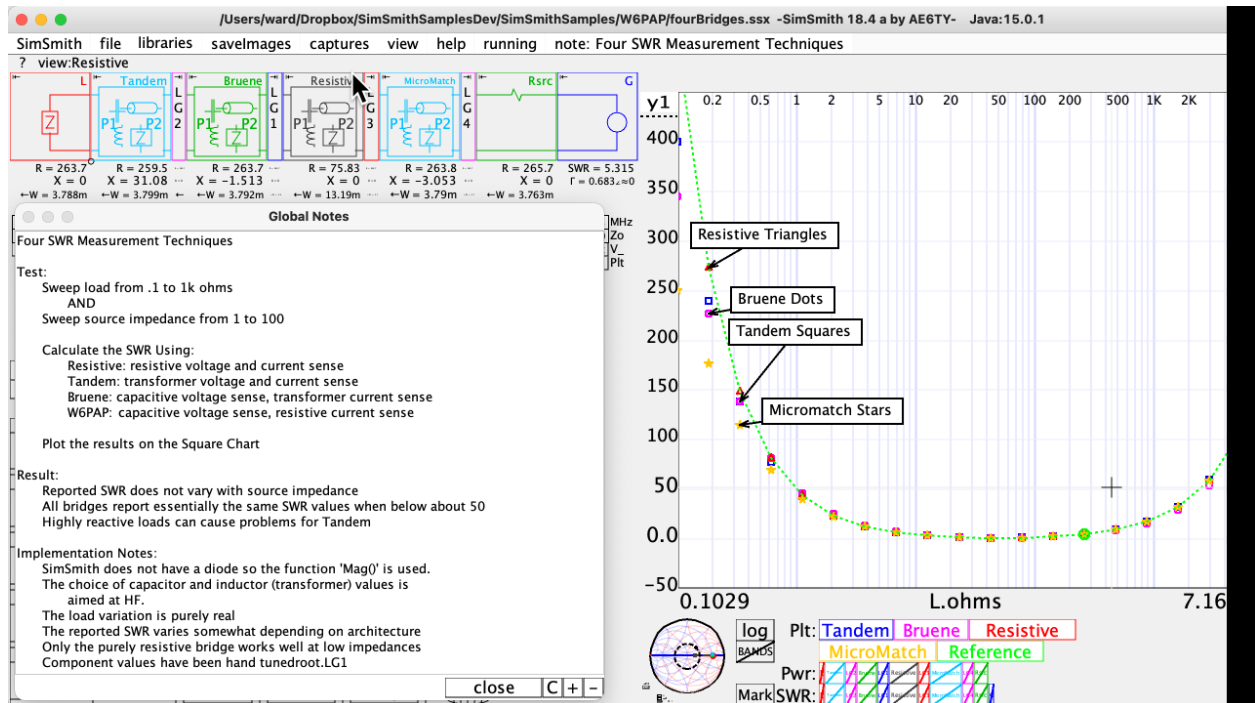 /Users/ward/Dropbox/SimSmithSamplesDev/SimSmithSamples/W6PAP/fourBridges.ssx -SimSmith 18.4 a by AE6TY- Java:15.0.1
SimSmith file libraries saveImages captures view help running note: Four SWR Measurement Techniques
? view:Resistive
L Tandem L G 2 Bruene L G 1 Resistiv G 3 MicroMatch L G 4 Rsrc G
Z P1 P2 Z P1 P2 Z P1 P2 Z P1 P2 Z
R = 263.7 R = 259.5 R = 263.7 R = 75.83 R = 263.8 R = 265.7 SWR = 5.315
X = 0 X = 31.08 X = -1.513 X = 0 X = -3.053 X = 0 Γ = 0.683∠≈0
←W = 3.788m ←W = 3.799m ←W = 3.792m ←W = 13.19m ←W = 3.79m ←W = 3.763m
Global Notes
MHz
Zo
V_
Plt
Four SWR Measurement Techniques
Test:
Sweep load from .1 to 1k ohms
AND
Sweep source impedance from 1 to 100
Calculate the SWR Using:
Resistive: resistive voltage and current sense
Tandem: transformer voltage and current sense
Bruene: capacitive voltage sense, transformer current sense
W6PAP: capacitive voltage sense, resistive current sense
Plot the results on the Square Chart
Result:
Reported SWR does not vary with source impedance
All bridges report essentially the same SWR values when below about 50
Highly reactive loads can cause problems for Tandem
Implementation Notes:
SimSmith does not have a diode so the function 'Mag()' is used.
The choice of capacitor and inductor (transformer) values is
aimed at HF.
The load variation is purely real
The reported SWR varies somewhat depending on architecture
Only the purely resistive bridge works well at low impedances
Component values have been hand tunedroot.LG1
close C + -
y1 0.2 0.5 1 2 5 10 20 50 100 200 500 1K 2K
400
350
300
250
200
150
100
50
0.0
-50
Resistive Triangles
Bruene Dots
Tandem Squares
Micromatch Stars
0.1029 L.ohms 7.16
log Plt: Tandem Bruene Resistive
BANDS MicroMatch Reference
Pwr:
Mark SWR: